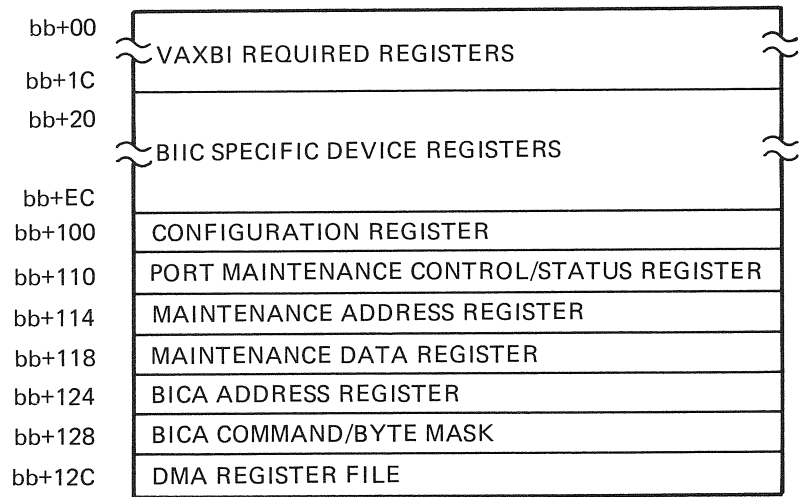 bb+00
VAXBI REQUIRED REGISTERS
bb+1C
bb+20
BIIC SPECIFIC DEVICE REGISTERS
bb+EC
bb+100 CONFIGURATION REGISTER
bb+110 PORT MAINTENANCE CONTROL/STATUS REGISTER
bb+114 MAINTENANCE ADDRESS REGISTER
bb+118 MAINTENANCE DATA REGISTER
bb+124 BICA ADDRESS REGISTER
bb+128 BICA COMMAND/BYTE MASK
bb+12C DMA REGISTER FILE